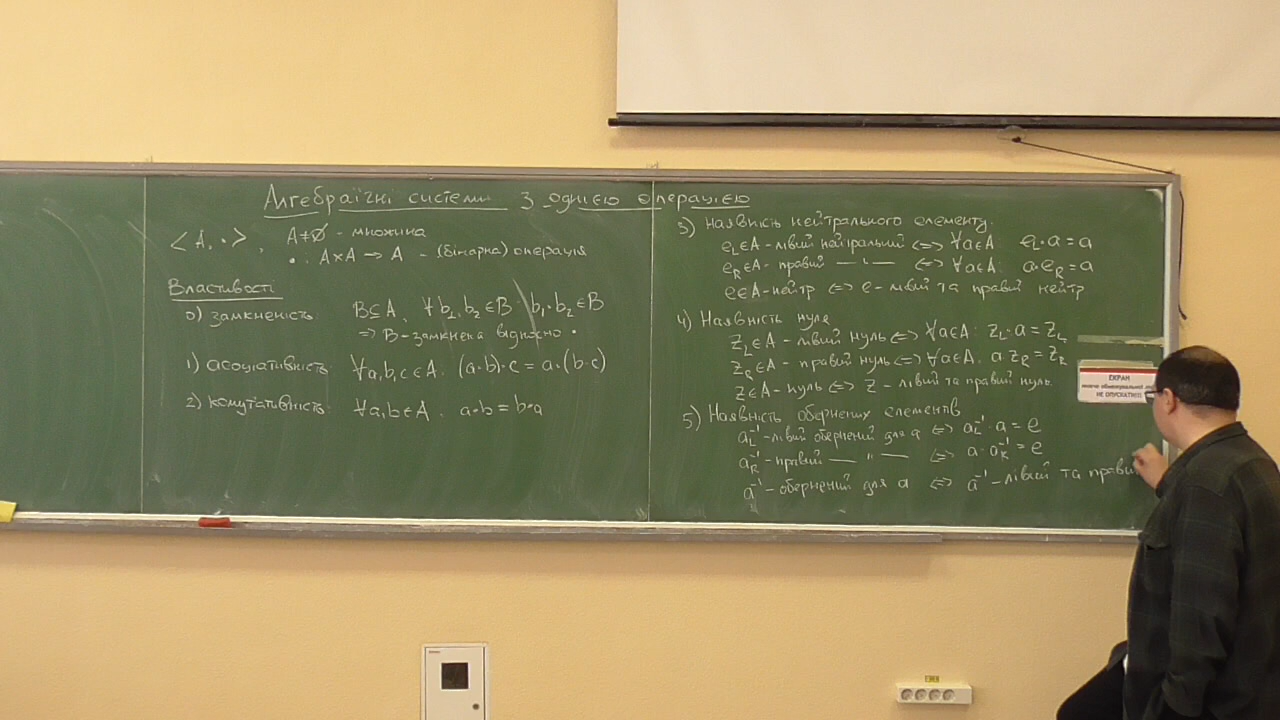 Алгебраїчні системи з однією операцією
<A, •>, A≠∅ - множина
• : A×A → A - (бінарна) операція
Властивості
0) замкненість: B⊆A, ∀b₁,b₂∈B: b₁•b₂∈B
=> B-замкнена відносно •
1) асоціативність: ∀a,b,c∈A: (a•b)•c = a•(b•c)
2) комутативність: ∀a,b∈A: a•b = b•a
3) Наявність нейтрального елементу:
e_L∈A - лівий нейтральний <=> ∀a∈A: e_L•a = a
e_R∈A - правий — " — <=> ∀a∈A: a•e_R = a
e∈A - нейтр <=> e - лівий та правий нейтр
4) Наявність нуля
z_L∈A - лівий нуль <=> ∀a∈A: z_L•a = z_L
z_R∈A - правий нуль <=> ∀a∈A: a•z_R = z_R
z∈A - нуль <=> z - лівий та правий нуль
5) Наявність обернених елементів
a_L⁻¹ - лівий обернений для a <=> a_L⁻¹•a = e
a_R⁻¹ - правий — " — <=> a•a_R⁻¹ = e
a⁻¹ - обернений для a <=> a⁻¹ - лівий та прави
ЕКРАН
НЕ ОПУСКАТИ!!